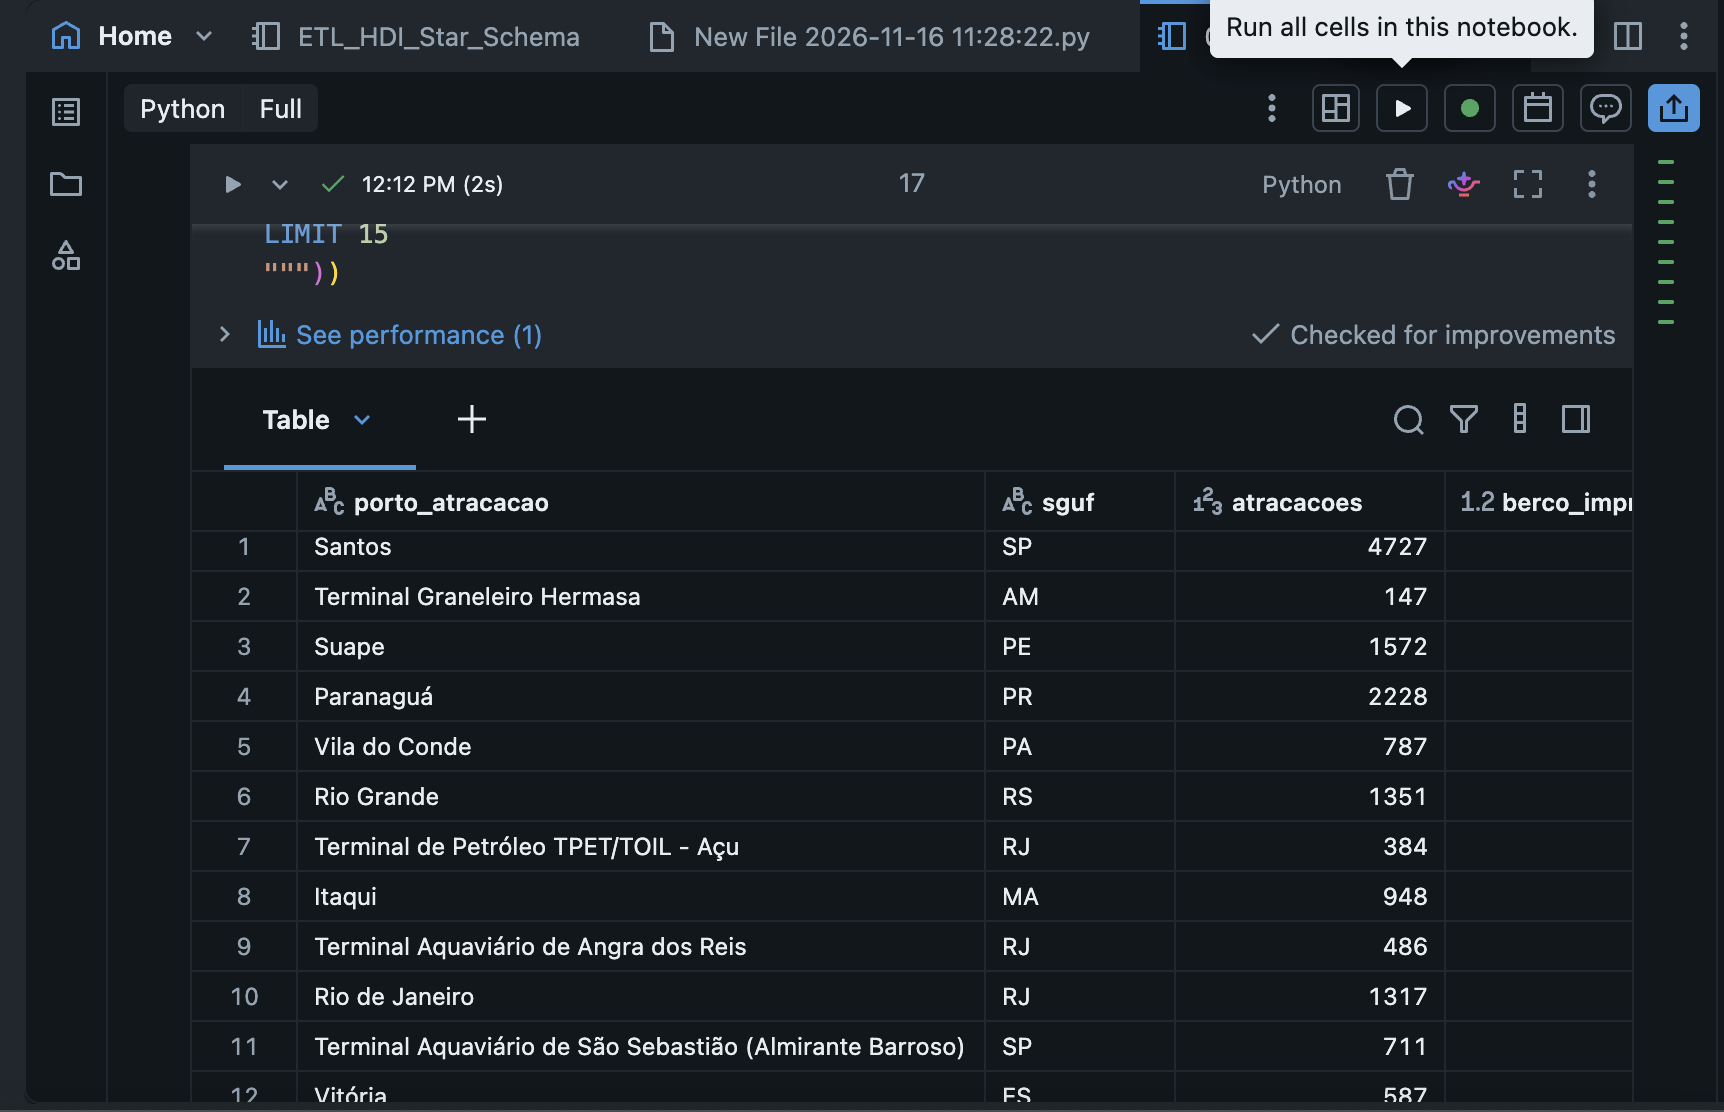 Home
ETL_HDI_Star_Schema
New File 2026-11-16 11:28:22.py
Run all cells in this notebook.
Python Full
12:12 PM (2s)
17
Python
LIMIT 15
"""))
See performance (1)
Checked for improvements
Table
porto_atracacao sguf atracacoes 1.2 berco_impr
1 Santos SP 4727
2 Terminal Graneleiro Hermasa AM 147
3 Suape PE 1572
4 Paranaguá PR 2228
5 Vila do Conde PA 787
6 Rio Grande RS 1351
7 Terminal de Petróleo TPET/TOIL - Açu RJ 384
8 Itaqui MA 948
9 Terminal Aquaviário de Angra dos Reis RJ 486
10 Rio de Janeiro RJ 1317
11 Terminal Aquaviário de São Sebastião (Almirante Barroso) SP 711
12 Vitória ES 587